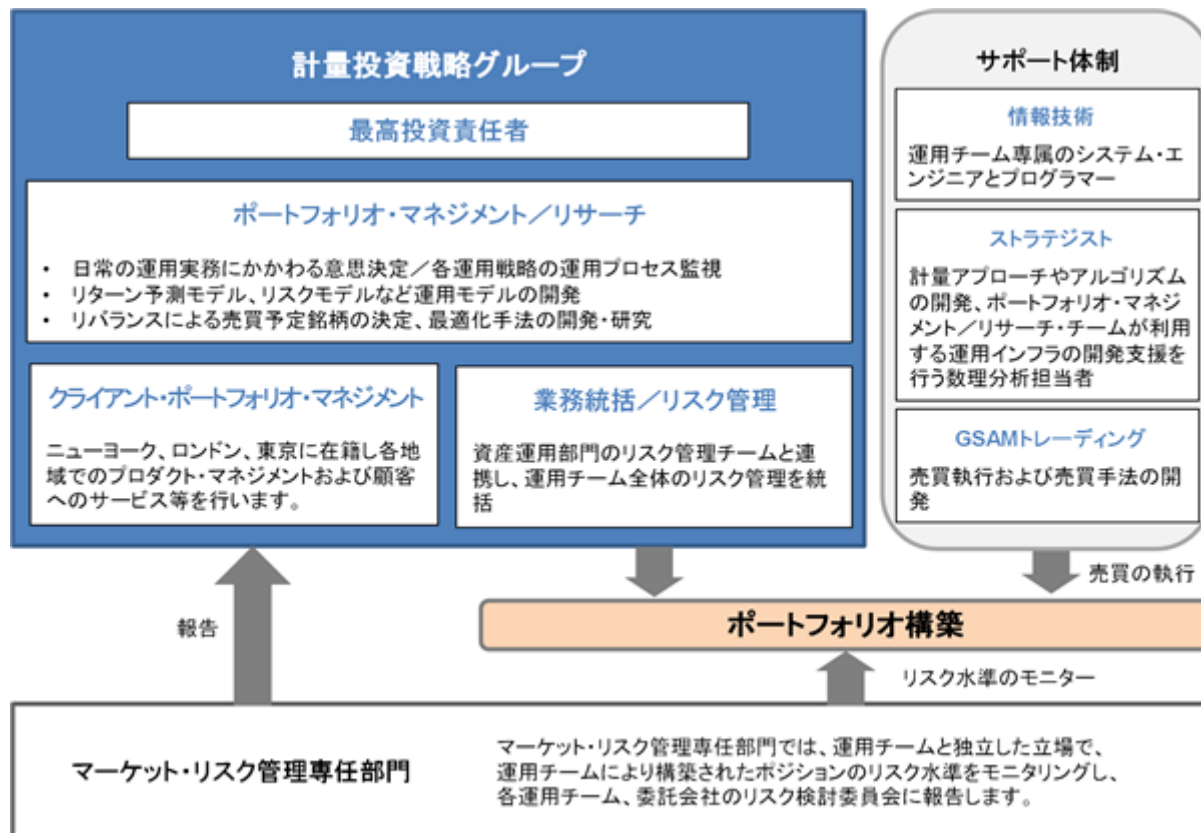 計量投資戦略グループ
最高投資責任者
ポートフォリオ・マネジメント／リサーチ
• 日常の運用実務にかかわる意思決定／各運用戦略の運用プロセス監視
• リターン予測モデル、リスクモデルなど運用モデルの開発
• リバランスによる売買予定銘柄の決定、最適化手法の開発・研究
クライアント・ポートフォリオ・マネジメント
ニューヨーク、ロンドン、東京に在籍し各地
域でのプロダクト・マネジメントおよび顧客
へのサービス等を行います。
業務統括／リスク管理
資産運用部門のリスク管理チームと連
携し、運用チーム全体のリスク管理を統
括
サポート体制
情報技術
運用チーム専属のシステム・エ
ンジニアとプログラマー
ストラテジスト
計量アプローチやアルゴリズム
の開発、ポートフォリオ・マネジ
メント／リサーチ・チームが利用
する運用インフラの開発支援を
行う数理分析担当者
GSAMトレーディング
売買執行および売買手法の開
発
売買の執行
ポートフォリオ構築
報告
リスク水準のモニター
マーケット・リスク管理専任部門
マーケット・リスク管理専任部門では、運用チームと独立した立場で、
運用チームにより構築されたポジションのリスク水準をモニタリングし、
各運用チーム、委託会社のリスク検討委員会に報告します。